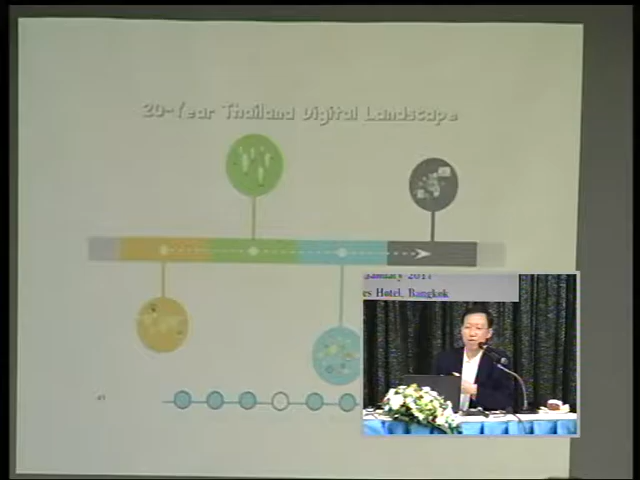 20-Year Thailand Digital Landscape
January 2017
es Hotel, Bangkok